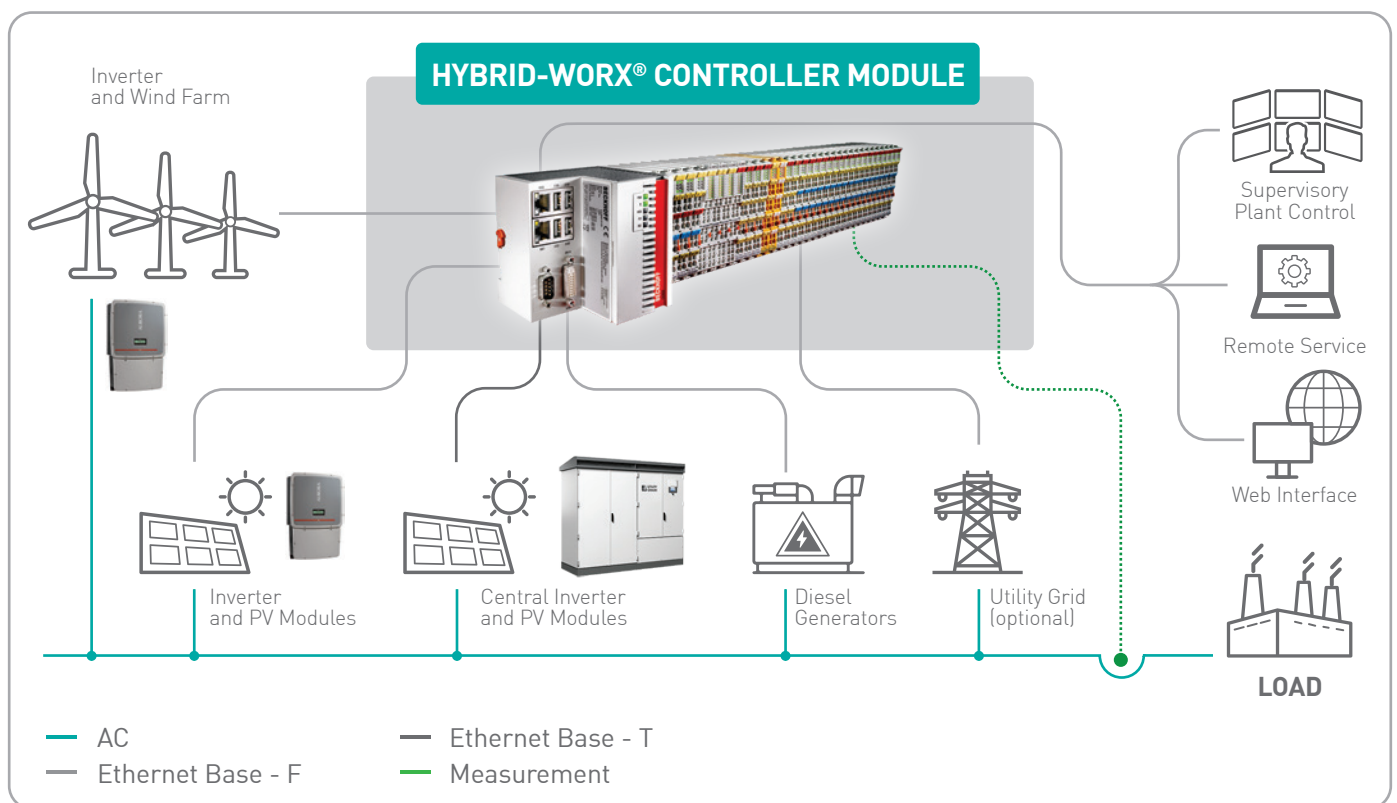 HYBRID-WORX® CONTROLLER MODULE
Inverter
and Wind Farm
Supervisory
Plant Control
Remote Service
Web Interface
Inverter
and PV Modules
Central Inverter
and PV Modules
Diesel
Generators
Utility Grid
(optional)
LOAD
AC
Ethernet Base - F
Ethernet Base - T
Measurement